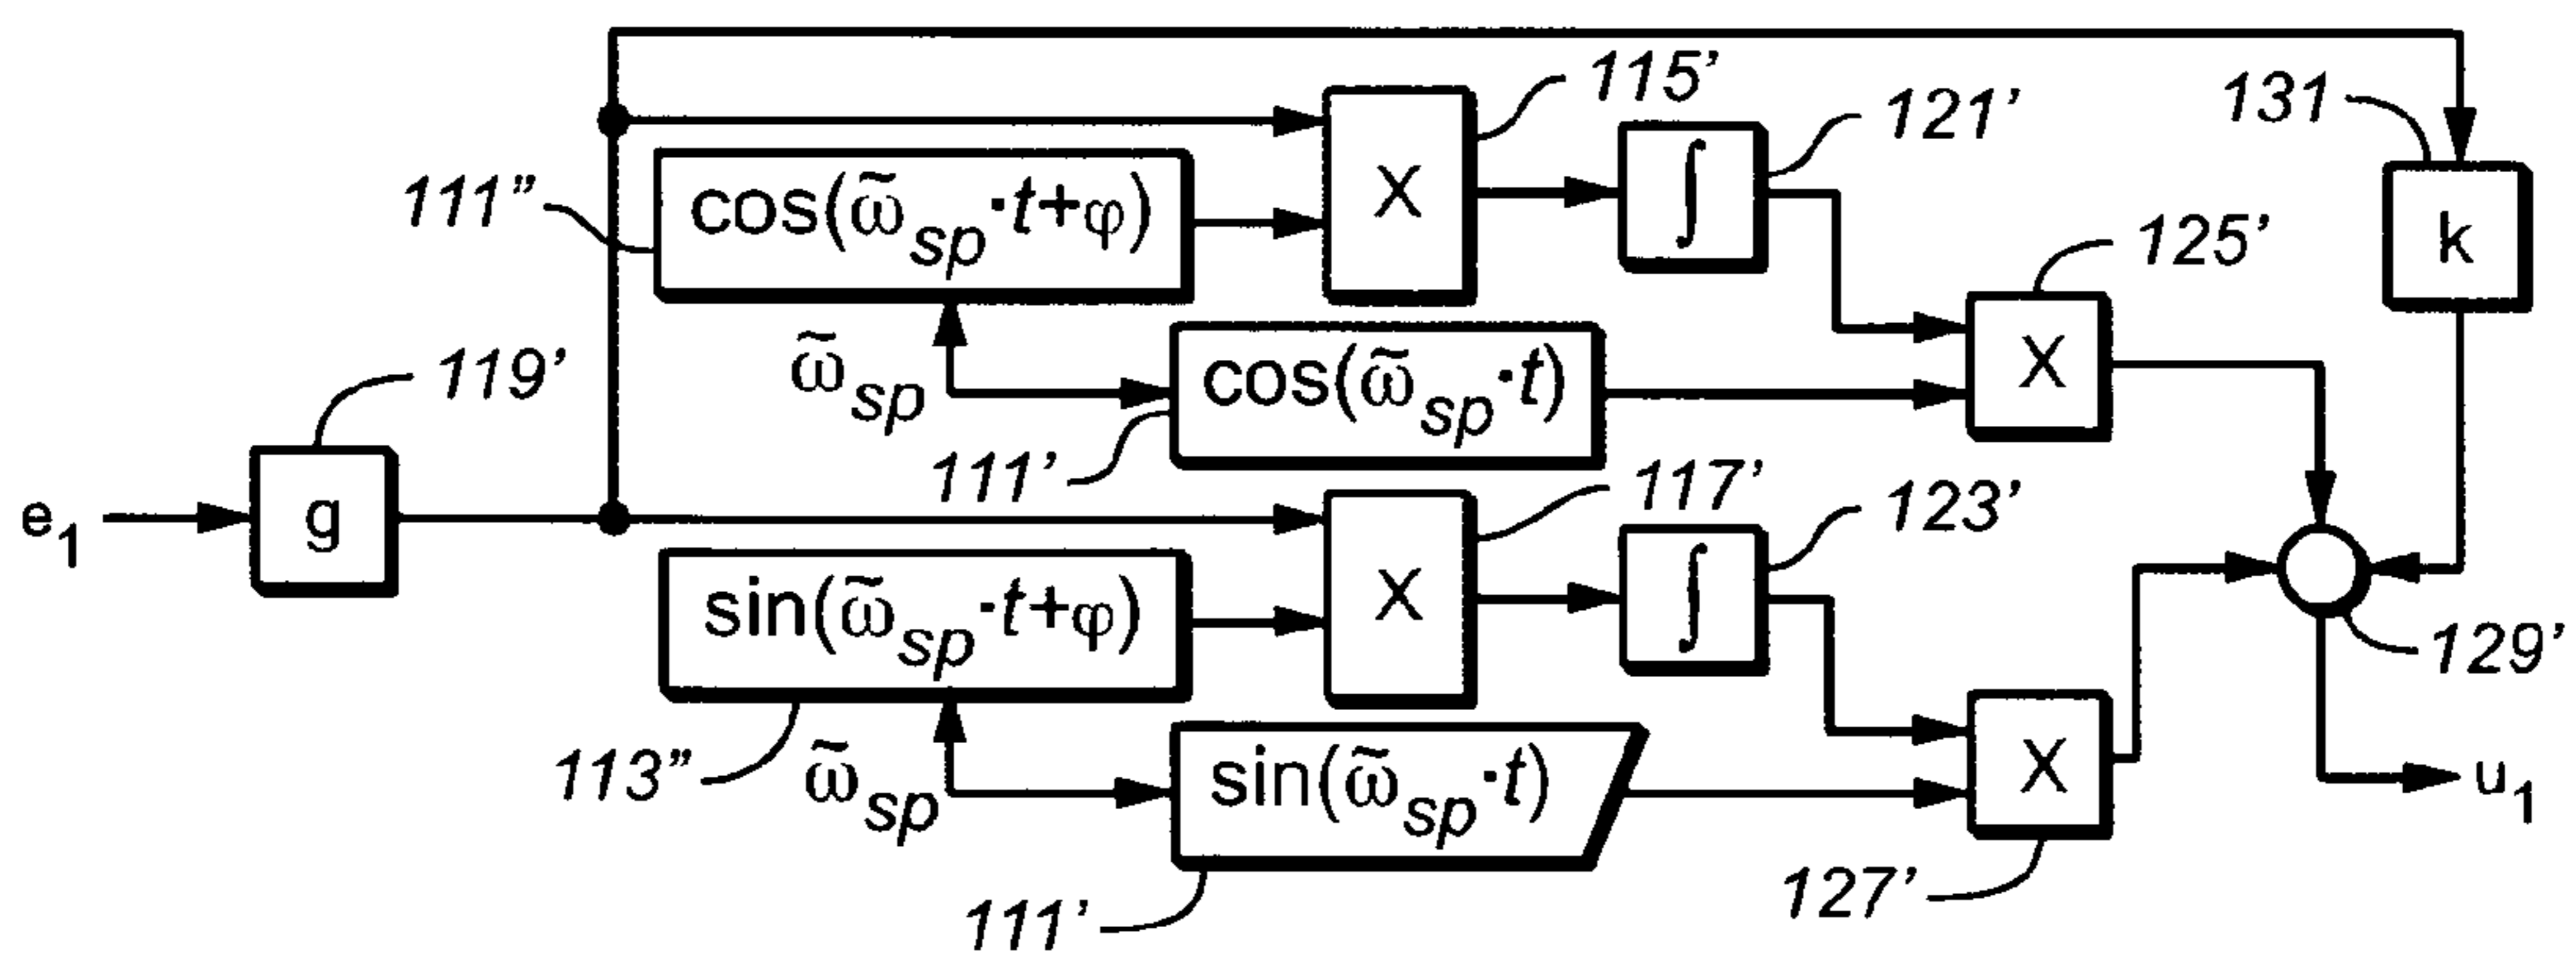 115’
131
121’
111”
cos(ω̃sp·t+φ)
X
∫
125’
k
119’
ω̃sp
cos(ω̃sp·t)
X
111’
117’
123’
e1
g
sin(ω̃sp·t+φ)
X
∫
129’
113”
ω̃sp
sin(ω̃sp·t)
X
u1
111’
127’